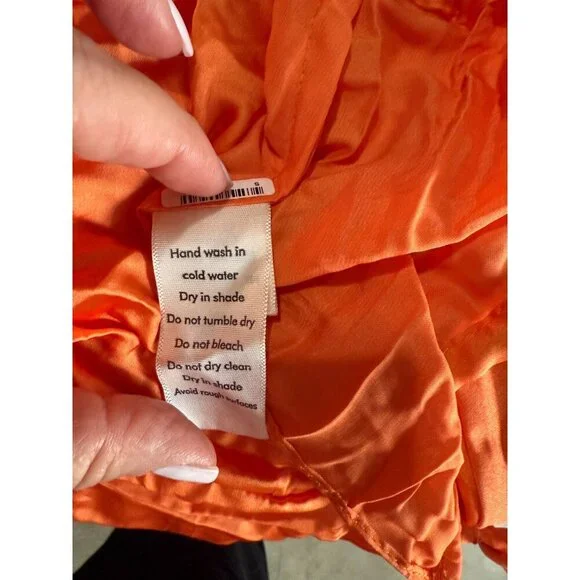 S
Hand wash in
cold water
Dry in shade
Do not tumble dry
Do not bleach
Do not dry clean
Dry in shade
Avoid rough surfaces